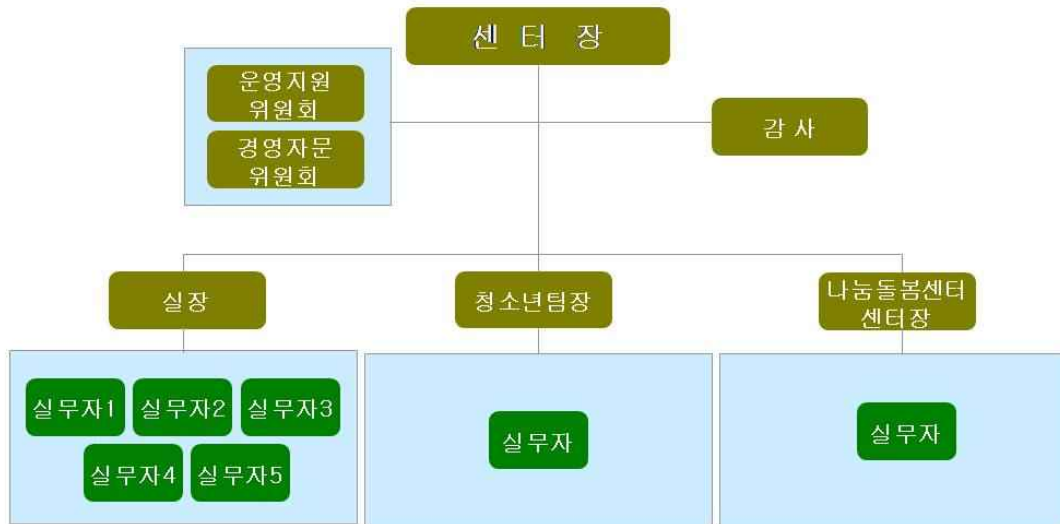 센 터 장
운영지원
위원회
경영자문
위원회
감 사
실장
청소년팀장
나눔돌봄센터
센터장
실무자1
실무자2
실무자3
실무자4
실무자5
실무자
실무자